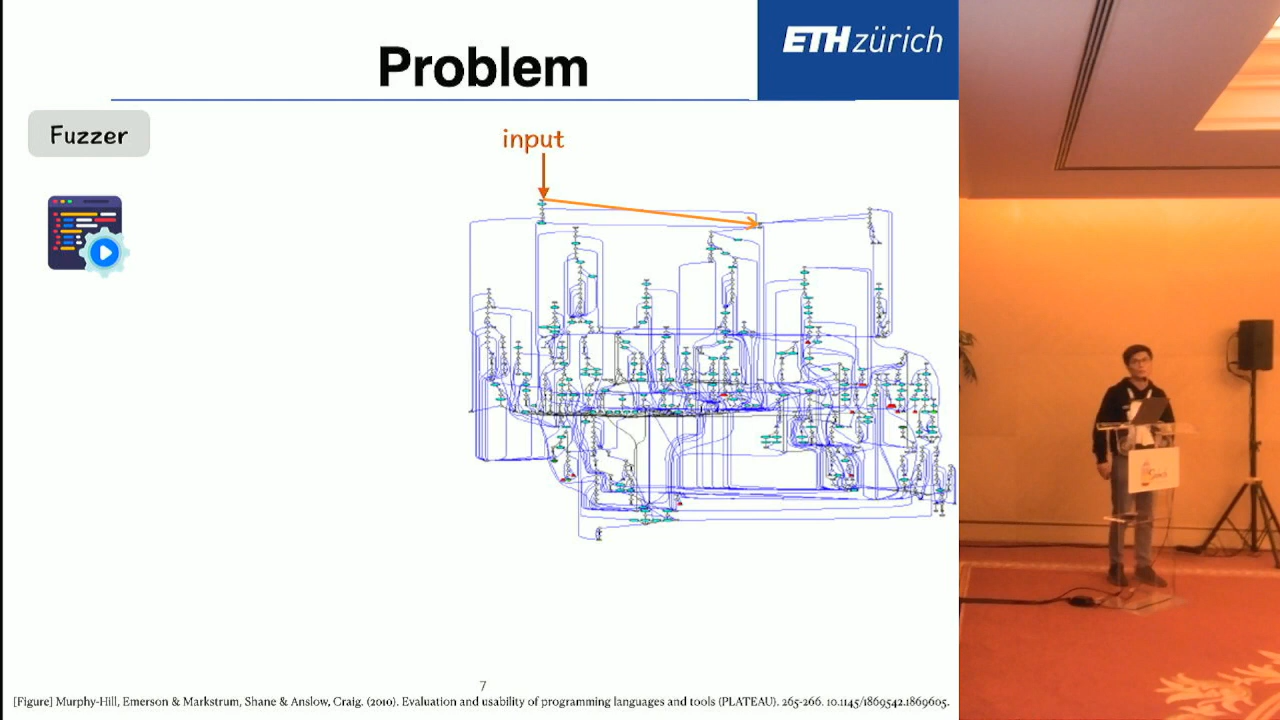 ETH zürich
Problem
Fuzzer
input
7
[Figure] Murphy-Hill, Emerson & Markstrum, Shane & Anslow, Craig. (2010). Evaluation and usability of programming languages and tools (PLATEAU). 265-266. 10.1145/1869542.1869605.